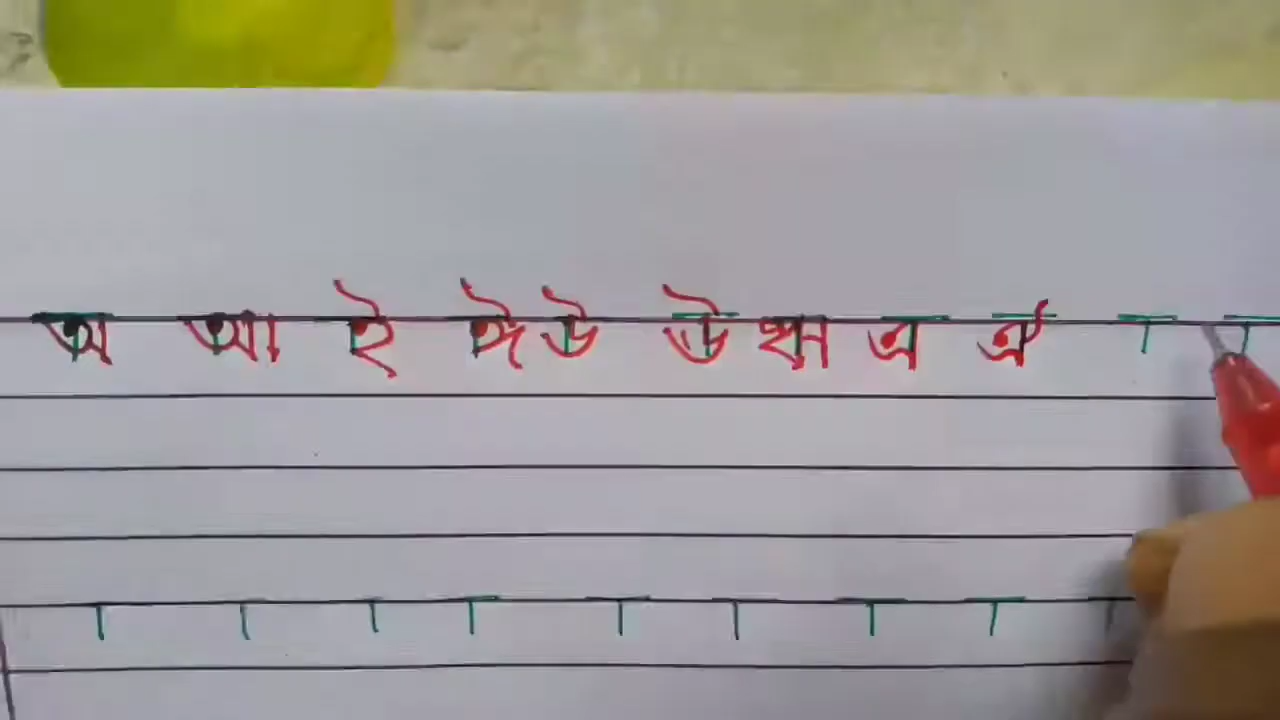 অ আ ই ঈ উ ঊ ঋ এ ঐ